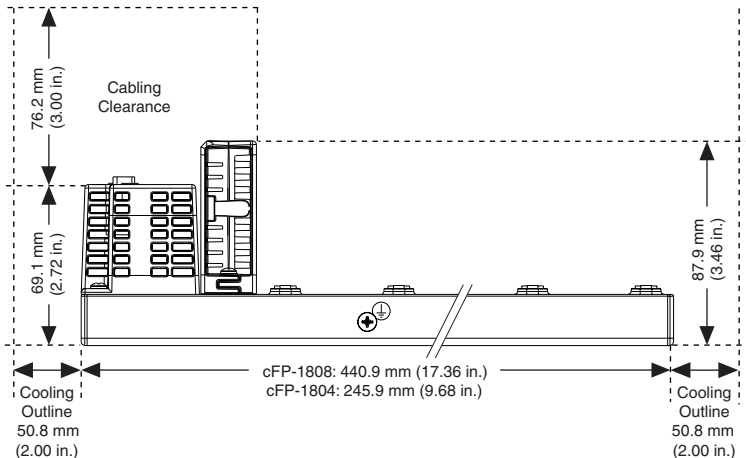 76.2 mm
(3.00 in.)
Cabling
Clearance
69.1 mm
(2.72 in.)
87.9 mm
(3.46 in.)
cFP-1808: 440.9 mm (17.36 in.)
cFP-1804: 245.9 mm (9.68 in.)
Cooling
Outline
50.8 mm
(2.00 in.)
Cooling
Outline
50.8 mm
(2.00 in.)